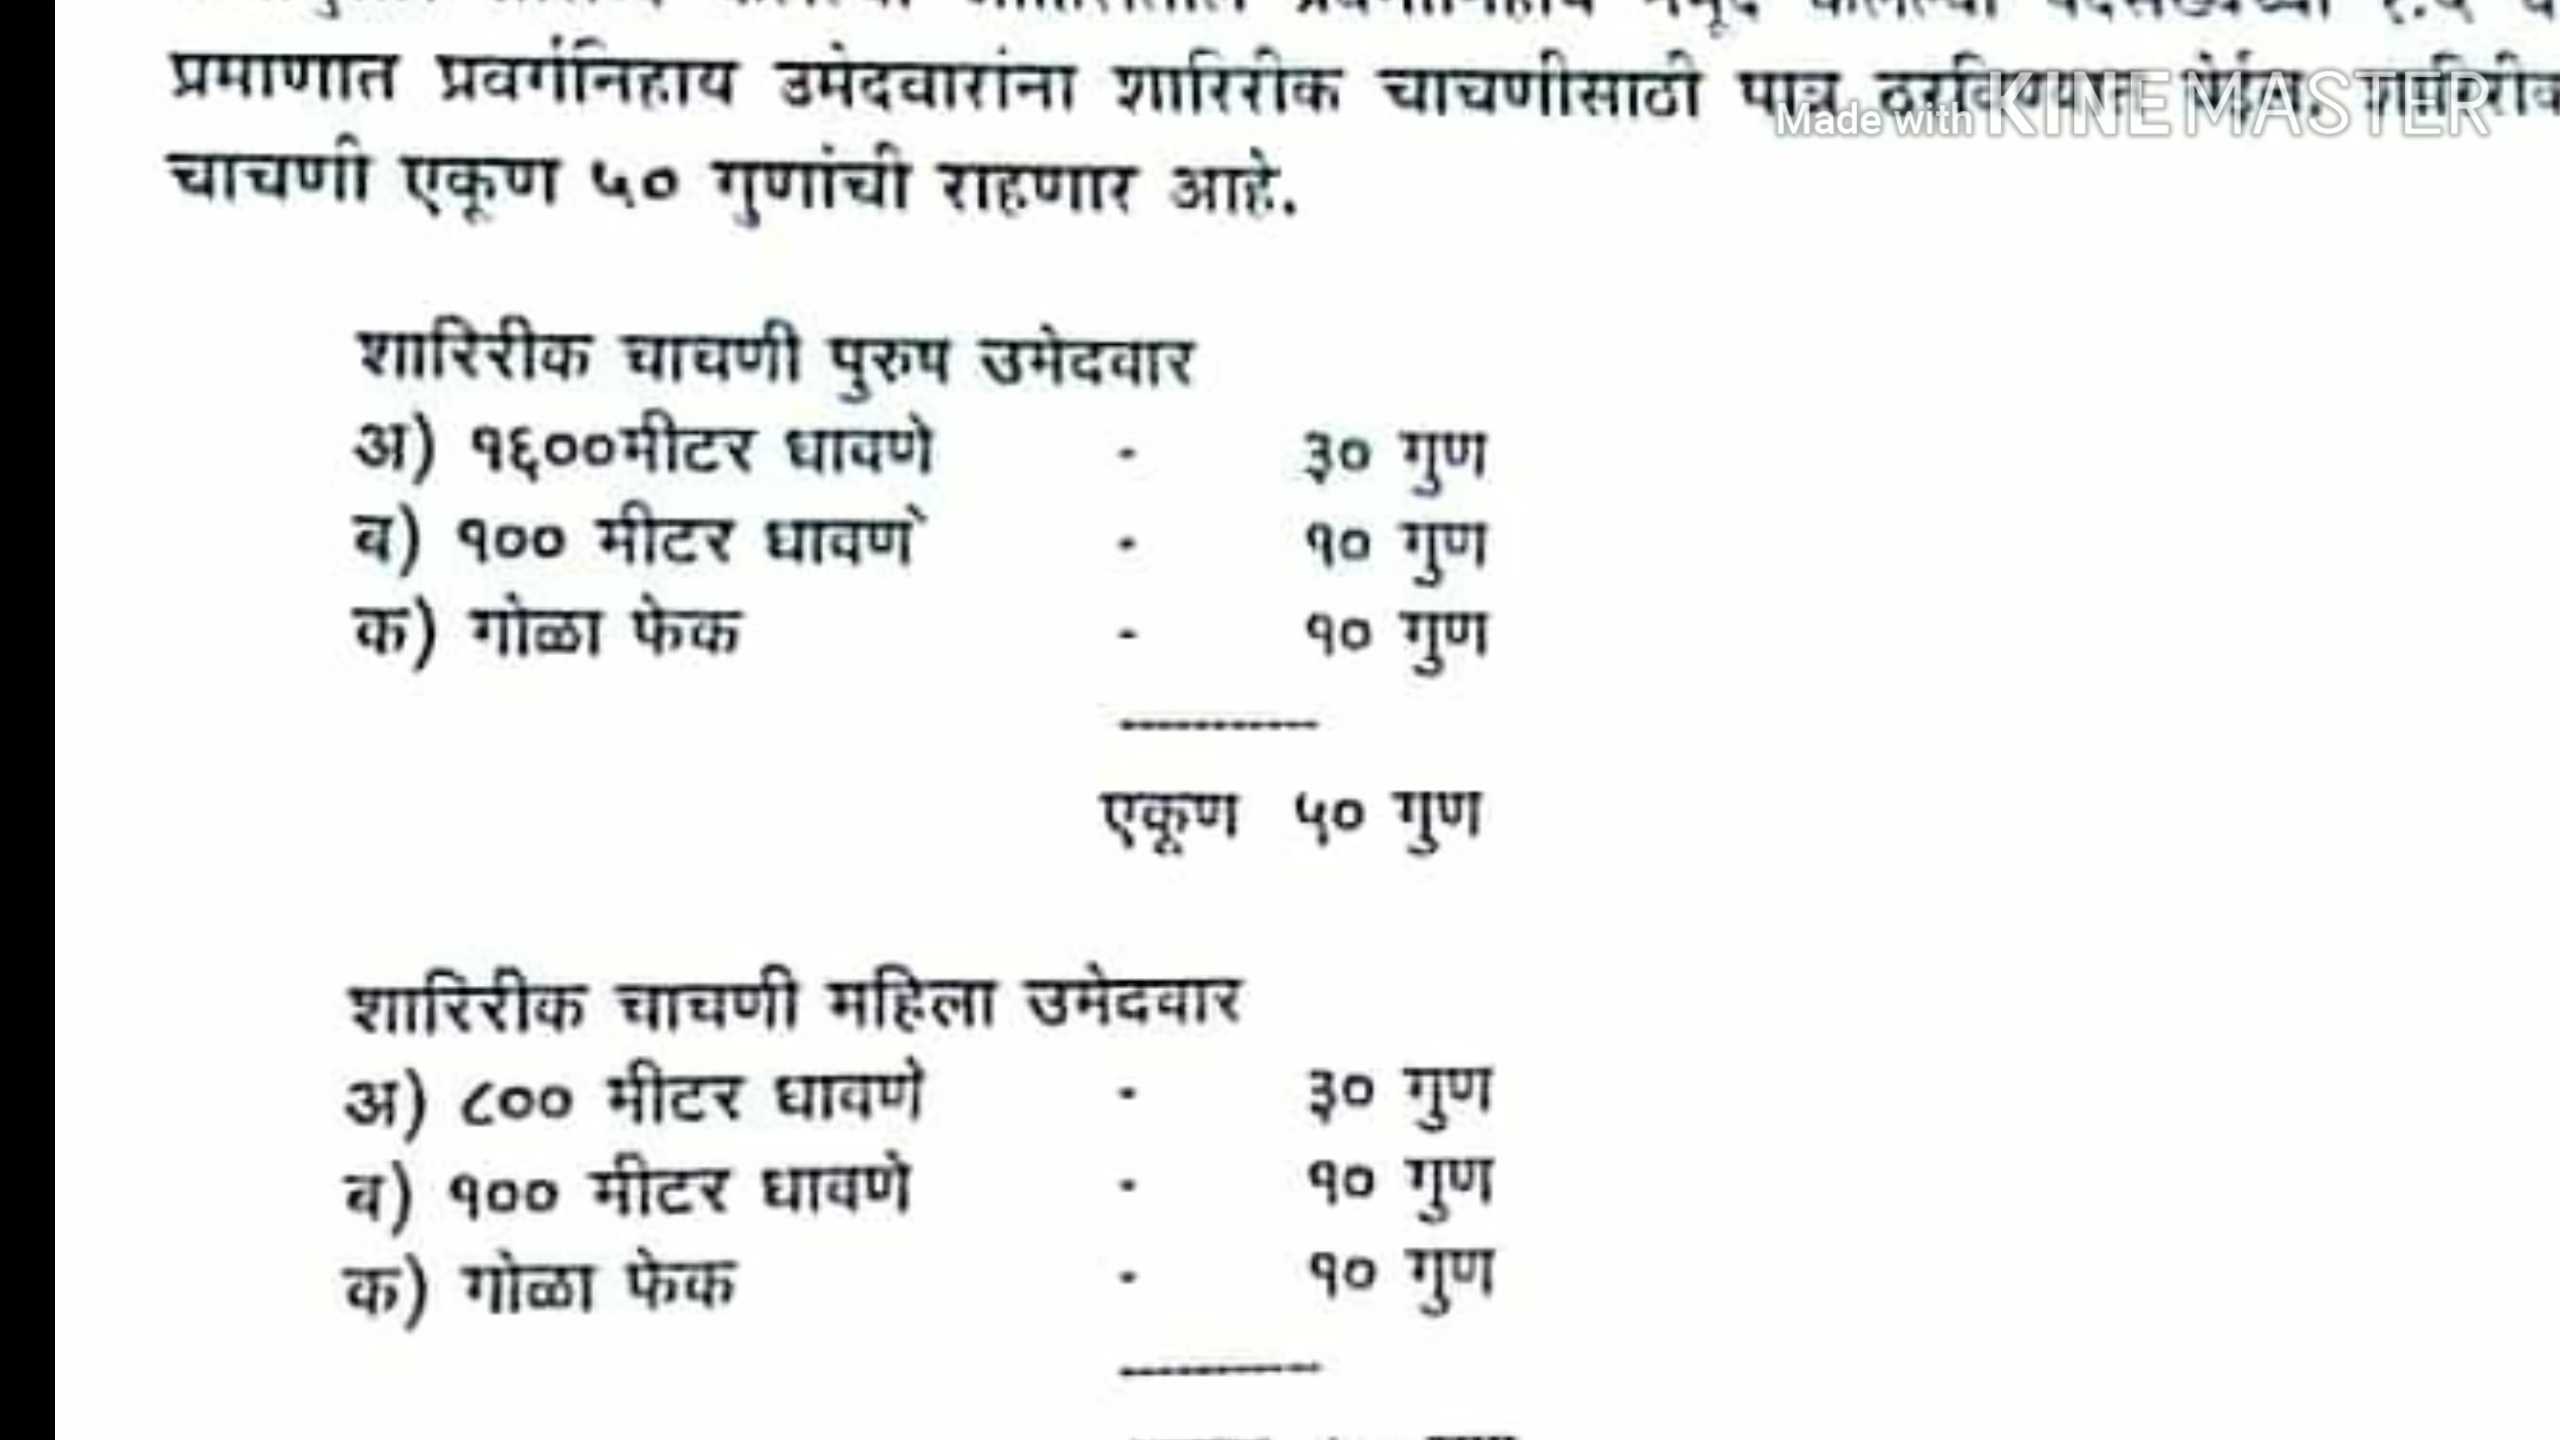 प्रमाणात प्रवर्गनिहाय उमेदवारांना शारिरीक चाचणीसाठी पात्र ठरविण्यात येईल. शारिरीक
Made with KINEMASTER
चाचणी एकूण ५० गुणांची राहणार आहे.
शारिरीक चाचणी पुरुष उमेदवार
अ) १६००मीटर धावणे - ३० गुण
ब) १०० मीटर धावणे - १० गुण
क) गोळा फेक - १० गुण
-----------
एकूण ५० गुण
शारिरीक चाचणी महिला उमेदवार
अ) ८०० मीटर धावणे - ३० गुण
ब) १०० मीटर धावणे - १० गुण
क) गोळा फेक - १० गुण
-----------